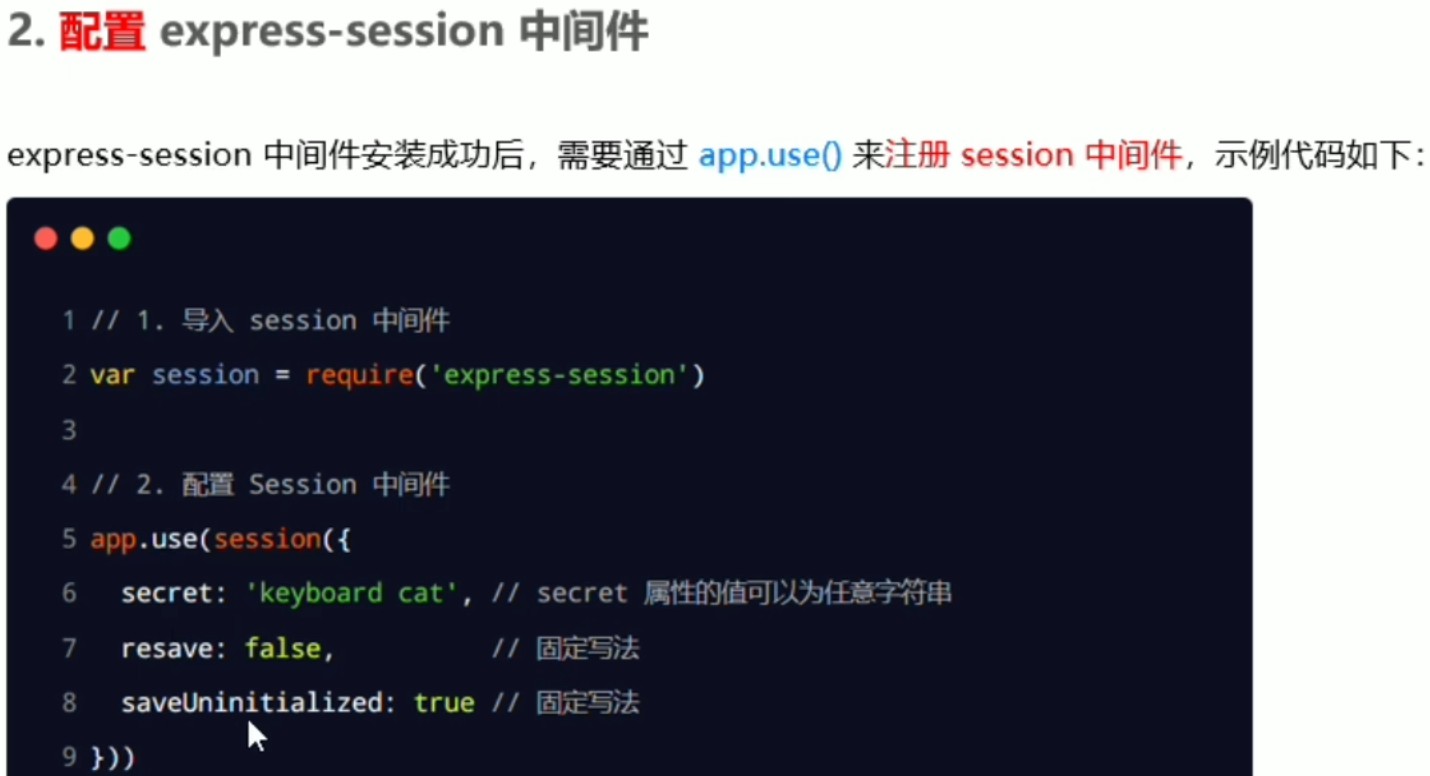 2. 配置 express-session 中间件
express-session 中间件安装成功后，需要通过 app.use() 来注册 session 中间件，示例代码如下：
1 // 1. 导入 session 中间件
2 var session = require('express-session')
3
4 // 2. 配置 Session 中间件
5 app.use(session({
6   secret: 'keyboard cat', // secret 属性的值可以为任意字符串
7   resave: false,          // 固定写法
8   saveUninitialized: true // 固定写法
9 }))